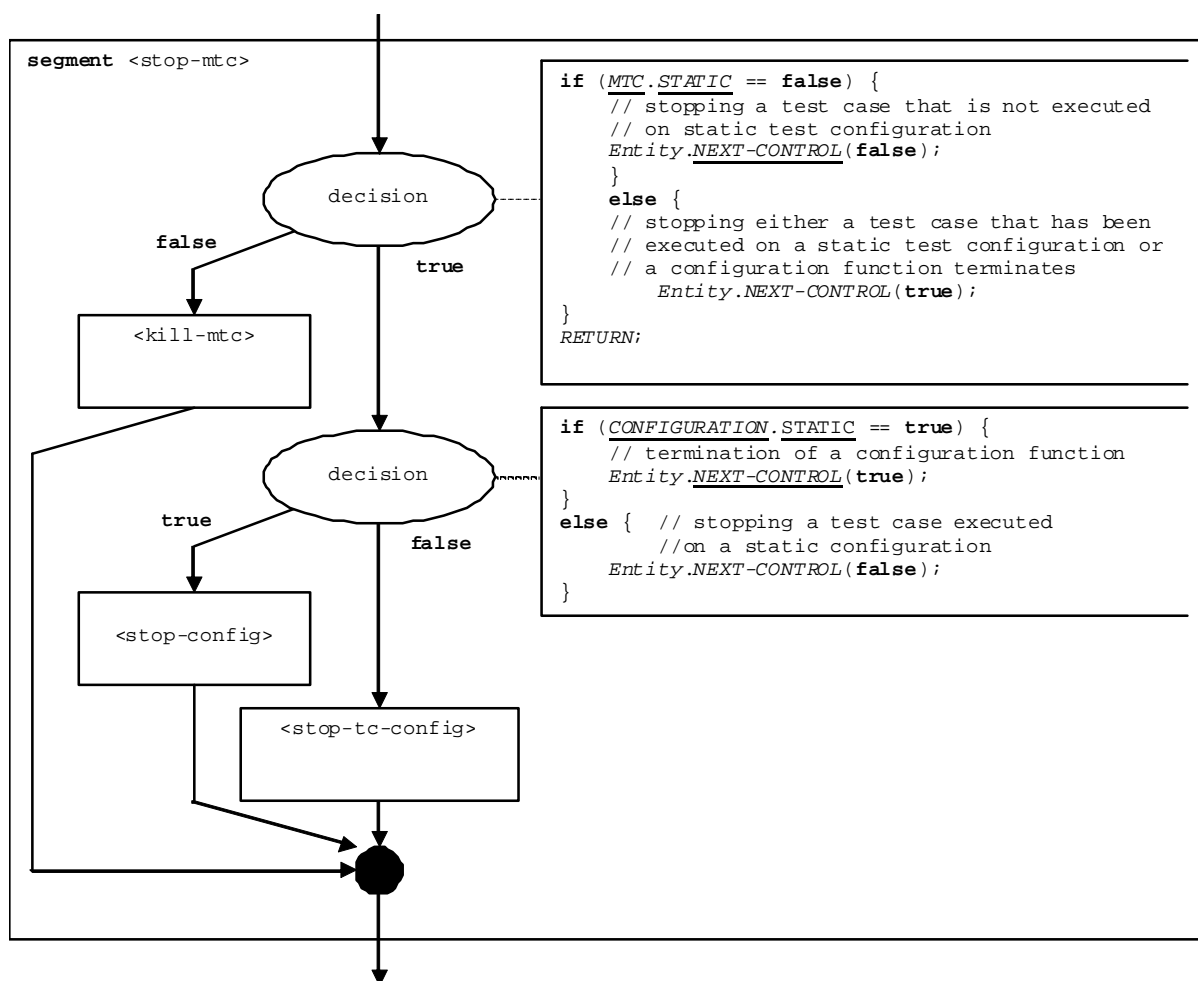 segment <stop-mtc>
if (MTC.STATIC == false) {
// stopping a test case that is not executed
// on static test configuration
Entity.NEXT-CONTROL(false);
}
else {
// stopping either a test case that has been
// executed on a static test configuration or
// a configuration function terminates
Entity.NEXT-CONTROL(true);
}
RETURN;
decision
false
true
<kill-mtc>
if (CONFIGURATION.STATIC == true) {
// termination of a configuration function
Entity.NEXT-CONTROL(true);
}
else { // stopping a test case executed
//on a static configuration
Entity.NEXT-CONTROL(false);
}
decision
true
false
<stop-config>
<stop-tc-config>